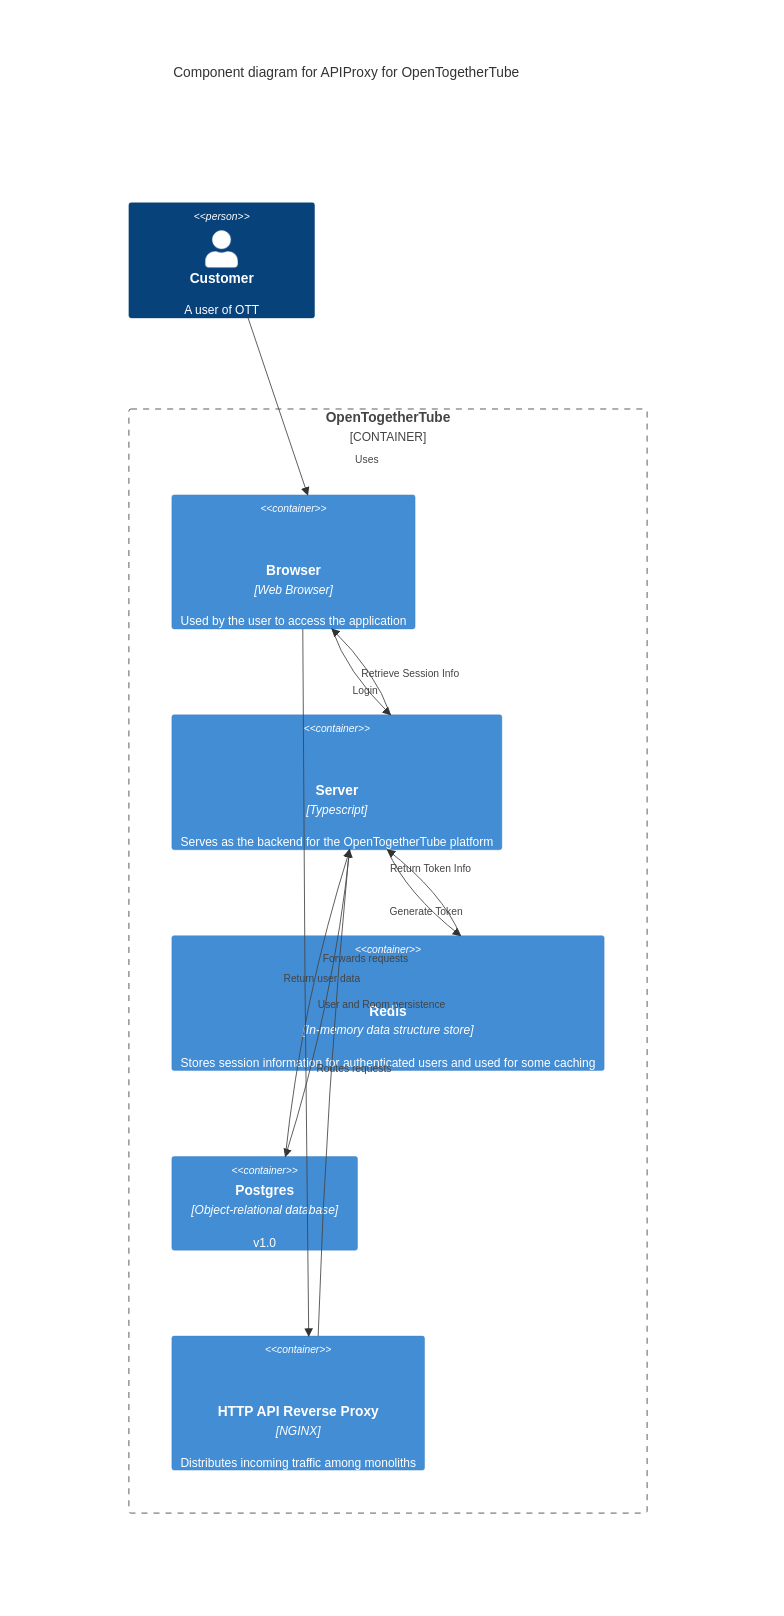 Component diagram for APIProxy for OpenTogetherTube
<<person>>
Customer
A user of OTT
OpenTogetherTube
[CONTAINER]
Uses
<<container>>
Browser
[Web Browser]
Used by the user to access the application
Retrieve Session Info
Login
<<container>>
Server
[Typescript]
Serves as the backend for the OpenTogetherTube platform
Return Token Info
Generate Token
<<container>>
Forwards requests
Return user data
User and Room persistence
Redis
[In-memory data structure store]
Stores session information for authenticated users and used for some caching
Routes requests
<<container>>
Postgres
[Object-relational database]
v1.0
<<container>>
HTTP API Reverse Proxy
[NGINX]
Distributes incoming traffic among monoliths